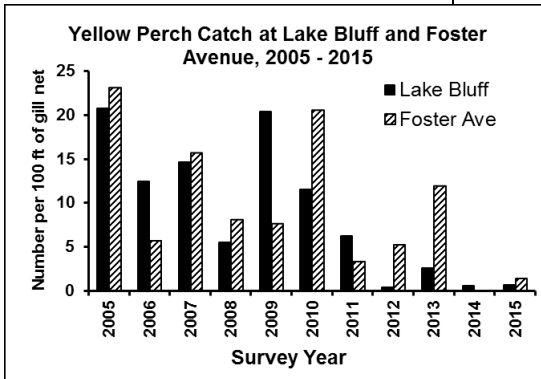 Yellow Perch Catch at Lake Bluff and Foster
Avenue, 2005 - 2015
Number per 100 ft of gill net
25
20
15
10
5
0
Lake Bluff
Foster Ave
2005
2006
2007
2008
2009
2010
2011
2012
2013
2014
2015
Survey Year